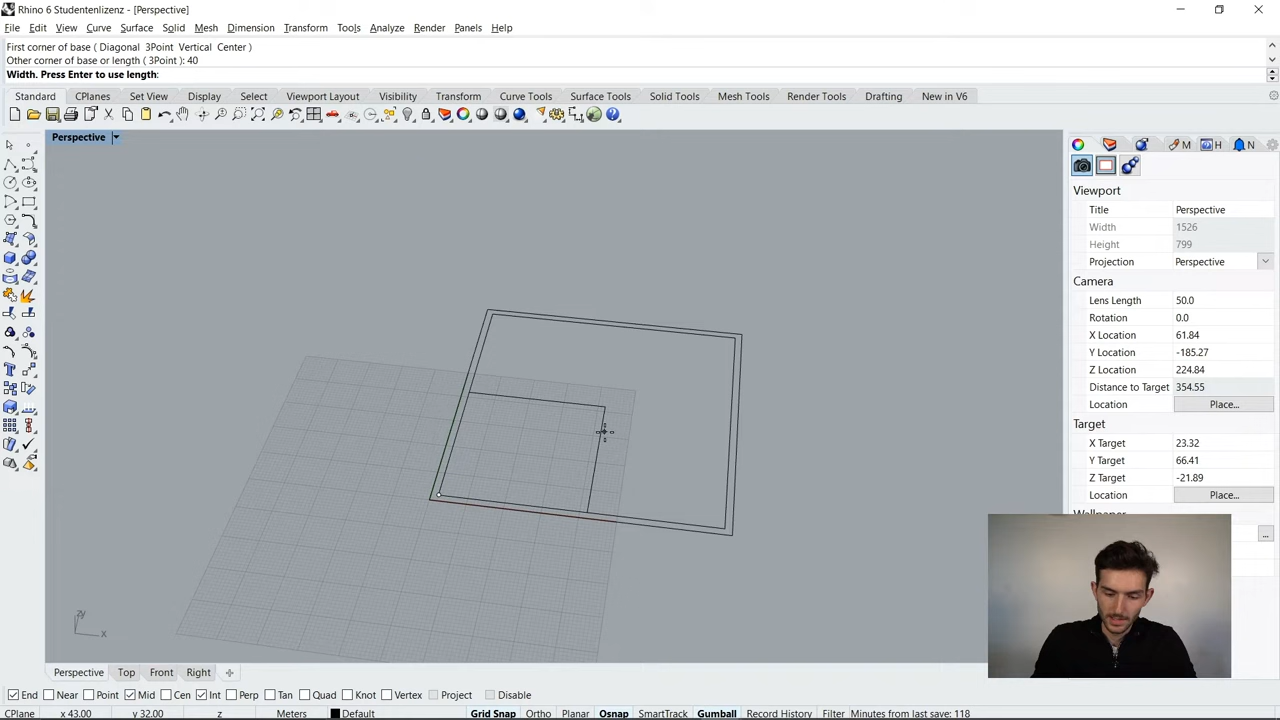 Rhino 6 Studentenlizenz - [Perspective]
File Edit View Curve Surface Solid Mesh Dimension Transform Tools Analyze Render Panels Help
First corner of base ( Diagonal 3Point Vertical Center )
Other corner of base or length ( 3Point ): 40
Width. Press Enter to use length:
Standard CPlanes Set View Display Select Viewport Layout Visibility Transform Curve Tools Surface Tools Solid Tools Mesh Tools Render Tools Drafting New in V6
Perspective
M H N
Viewport
Title Perspective
Width 1526
Height 799
Projection Perspective
Camera
Lens Length 50.0
Rotation 0.0
X Location 61.84
Y Location -185.27
Z Location 224.84
Distance to Target 354.55
Location Place...
Target
X Target 23.32
Y Target 66.41
Z Target -21.89
Location Place...
...
zy
x
Perspective Top Front Right
End Near Point Mid Cen Int Perp Tan Quad Knot Vertex Project Disable
CPlane x 43.00 y 32.00 z Meters Default Grid Snap Ortho Planar Osnap SmartTrack Gumball Record History Filter Minutes from last save: 118